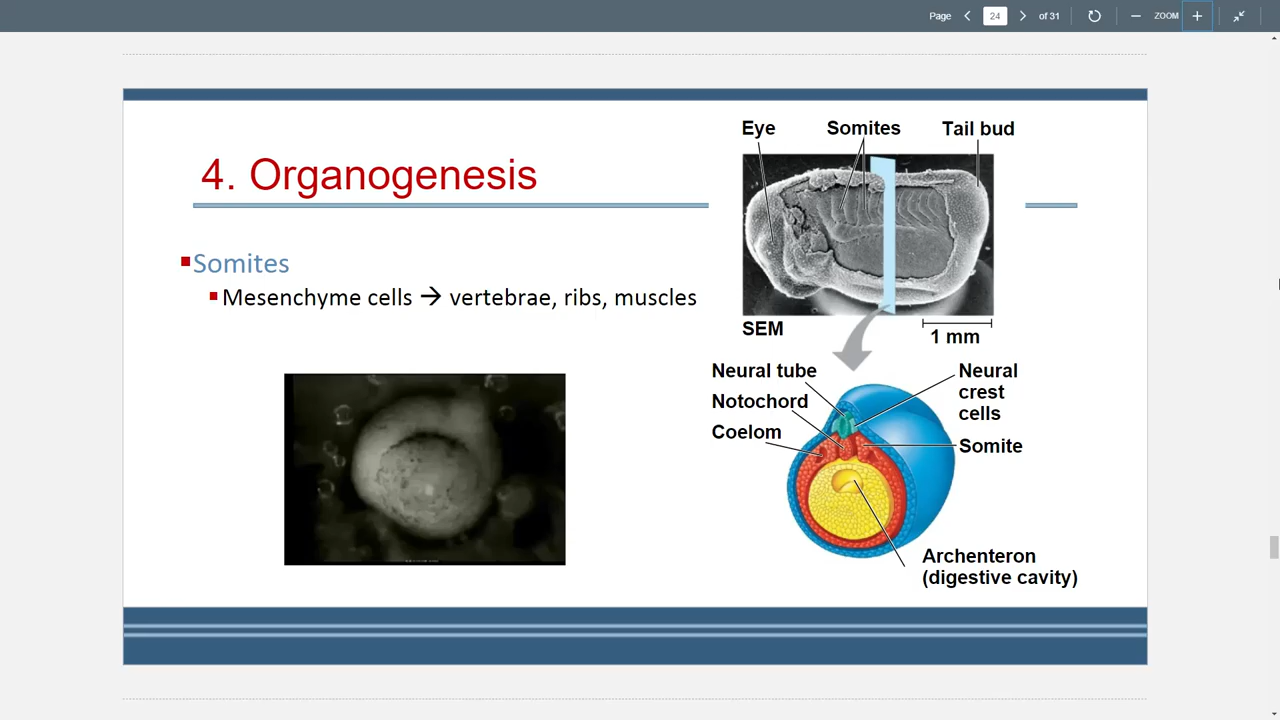 Page 24 of 31 ZOOM
4. Organogenesis
Somites
Mesenchyme cells → vertebrae, ribs, muscles
Eye Somites Tail bud
SEM
1 mm
Neural tube
Notochord
Coelom
Neural
crest
cells
Somite
Archenteron
(digestive cavity)